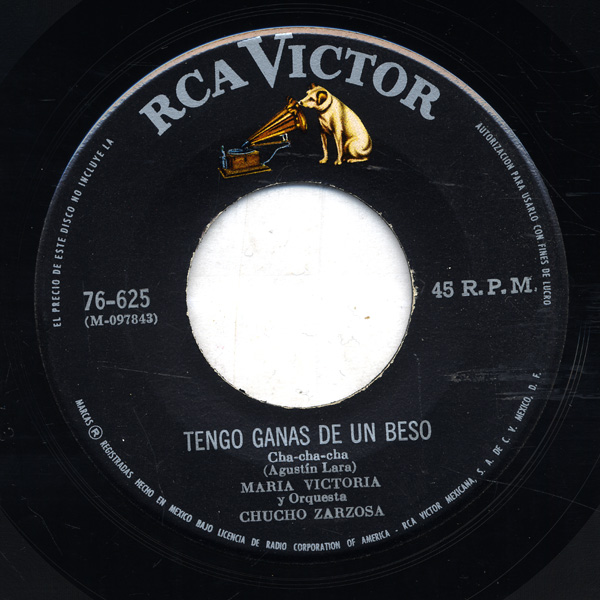 RCA VICTOR
EL PRECIO DE ESTE DISCO NO INCLUYE LA
AUTORIZACION PARA USARLO CON FINES DE LUCRO
76-625
(M-097843)
45 R.P.M.
TENGO GANAS DE UN BESO
Cha-cha-cha
(Agustín Lara)
MARIA VICTORIA
y Orquesta
CHUCHO ZARZOSA
MARCAS ® REGISTRADAS HECHO EN MEXICO BAJO LICENCIA DE RADIO CORPORATION OF AMERICA - RCA VICTOR MEXICANA, S. A. DE C. V. MEXICO, D. F.